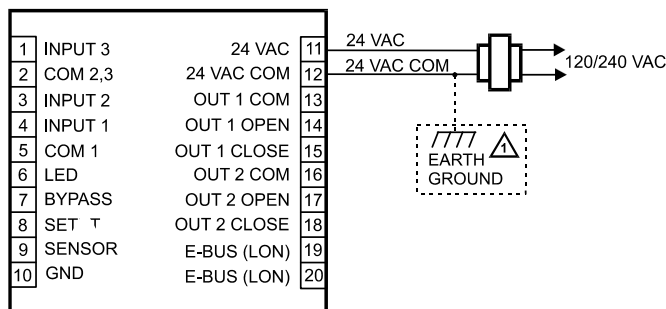 1 INPUT 3
2 COM 2,3
3 INPUT 2
4 INPUT 1
5 COM 1
6 LED
7 BYPASS
8 SET T
9 SENSOR
10 GND
24 VAC 11
24 VAC COM 12
OUT 1 COM 13
OUT 1 OPEN 14
OUT 1 CLOSE 15
OUT 2 COM 16
OUT 2 OPEN 17
OUT 2 CLOSE 18
E-BUS (LON) 19
E-BUS (LON) 20
24 VAC
24 VAC COM
120/240 VAC
EARTH
GROUND
1